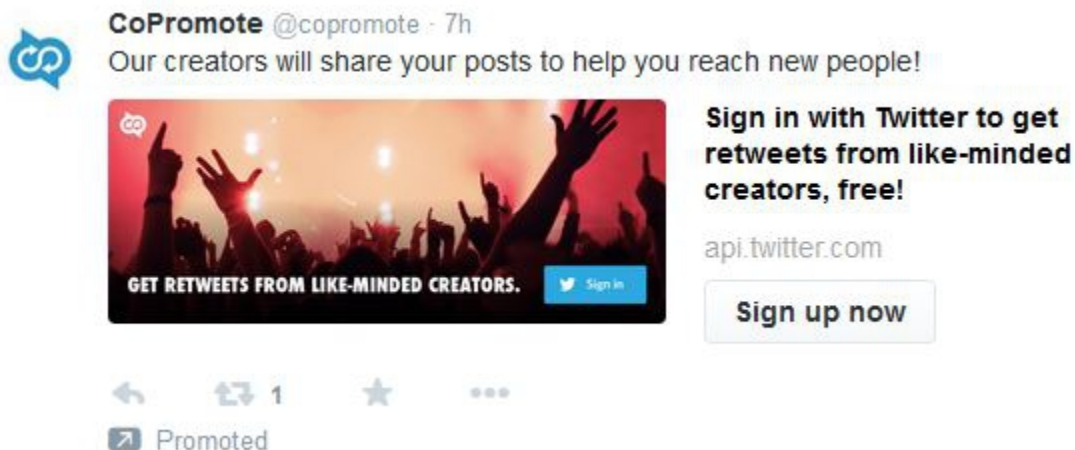 CoPromote @copromote · 7h
Our creators will share your posts to help you reach new people!
Sign in with Twitter to get
retweets from like-minded
creators, free!
GET RETWEETS FROM LIKE-MINDED CREATORS.
Sign in
api.twitter.com
Sign up now
1
Promoted